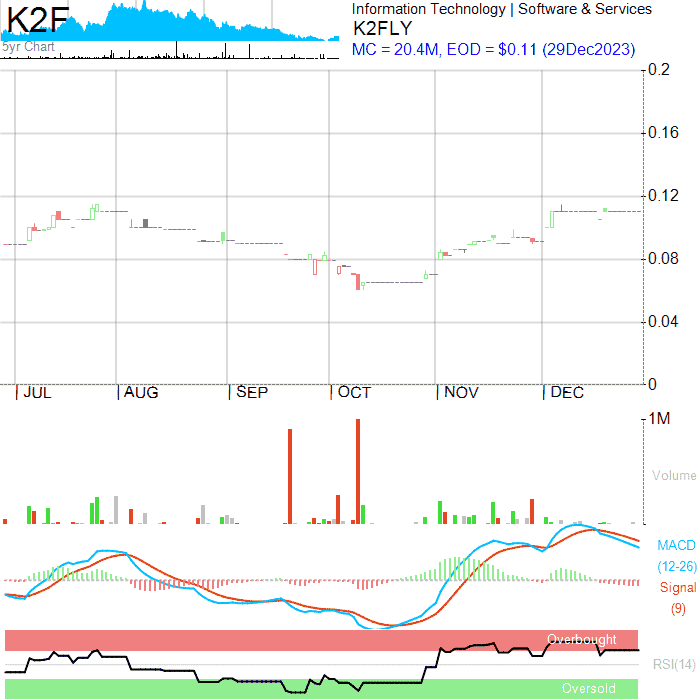 K2F
5yr Chart
Information Technology | Software & Services
K2FLY
MC = 20.4M, EOD = $0.11 (29Dec2023)
0.2
0.16
0.12
0.08
0.04
0
| JUL | AUG | SEP | OCT | NOV | DEC
1M
Volume
MACD
(12-26)
Signal
(9)
Overbought
RSI(14)
Oversold